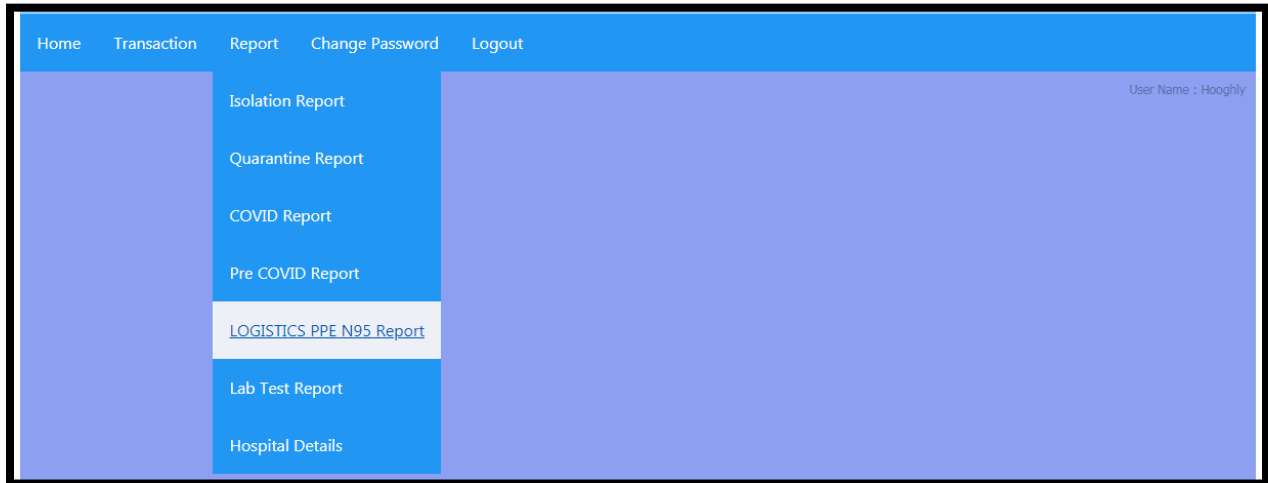 Home Transaction Report Change Password Logout
User Name : Hooghly
Isolation Report
Quarantine Report
COVID Report
Pre COVID Report
LOGISTICS PPE N95 Report
Lab Test Report
Hospital Details